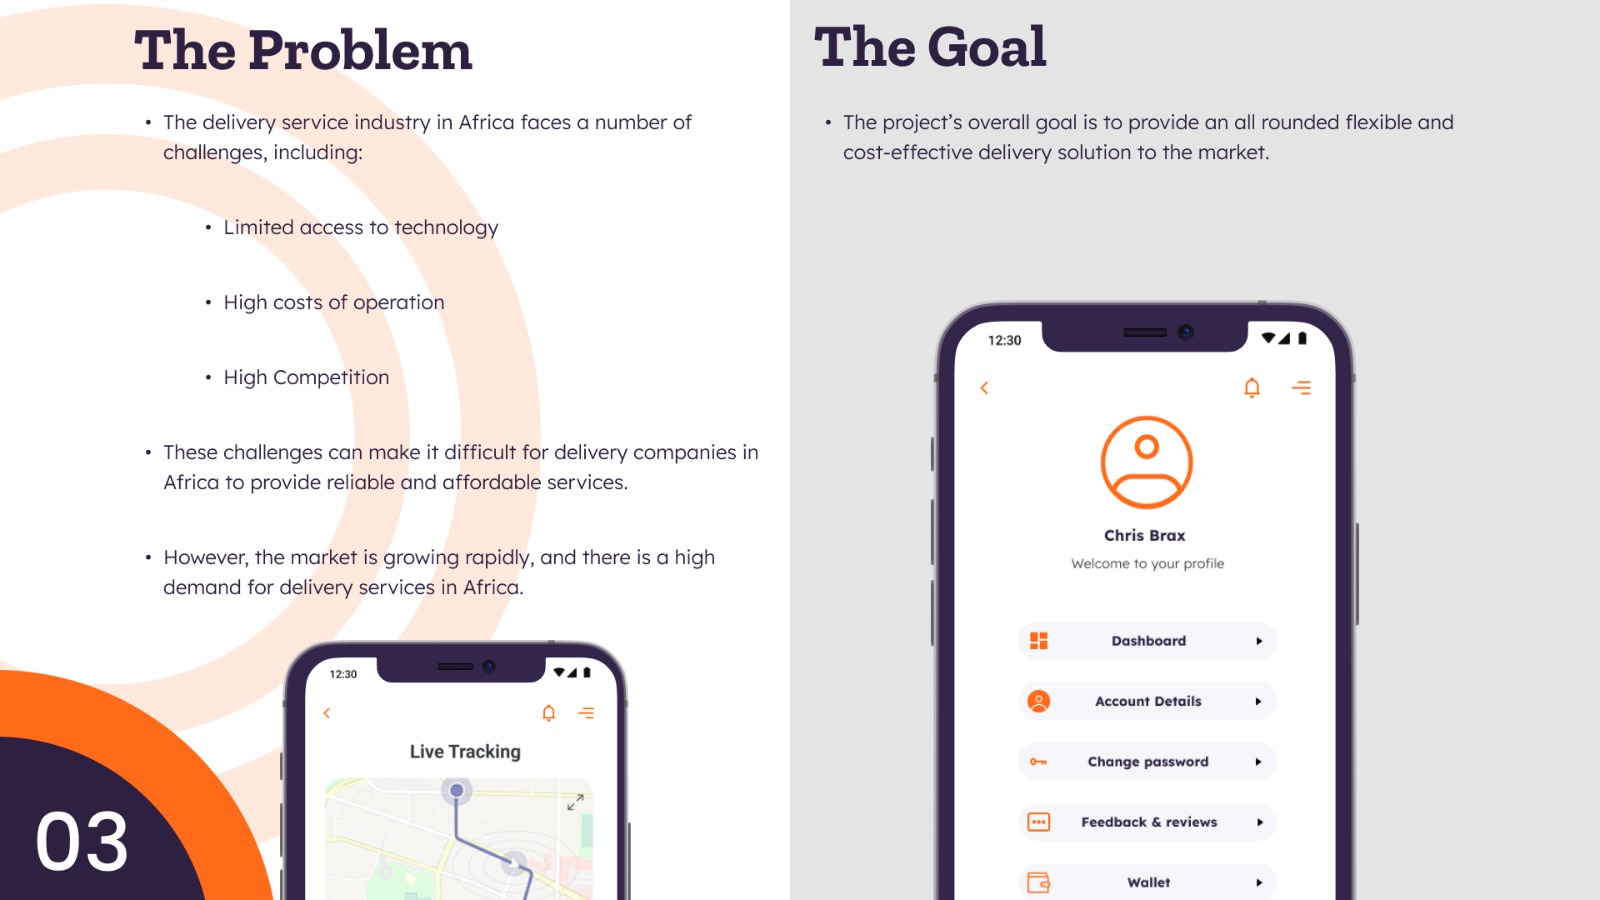 The Problem
• The delivery service industry in Africa faces a number of
challenges, including:
• Limited access to technology
• High costs of operation
• High Competition
• These challenges can make it difficult for delivery companies in
Africa to provide reliable and affordable services.
• However, the market is growing rapidly, and there is a high
demand for delivery services in Africa.
12:30
Live Tracking
03
The Goal
• The project’s overall goal is to provide an all rounded flexible and
cost-effective delivery solution to the market.
12:30
Chris Brax
Welcome to your profile
Dashboard
Account Details
Change password
Feedback & reviews
Wallet